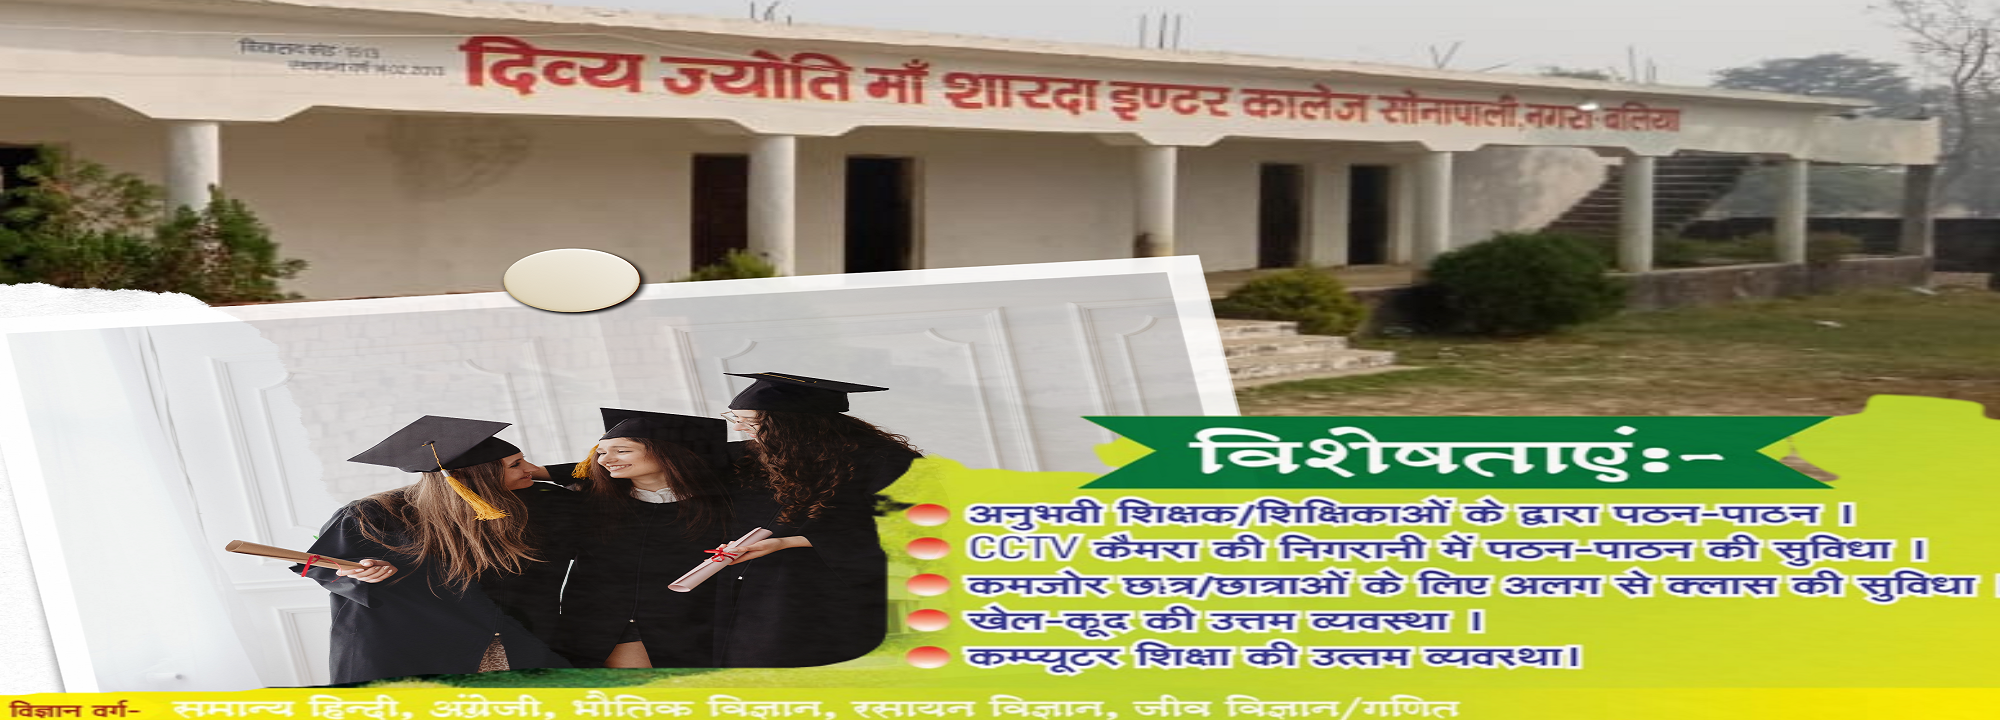 दिव्य ज्योति माँ शारदा इण्टर कालेज सोनापाली,नगरा-बलिया
विशेषताएं:-
अनुभवी शिक्षक/शिक्षिकाओं के द्वारा पठन-पाठन ।
CCTV कैमरा की निगरानी में पठन-पाठन की सुविधा ।
कमजोर छात्र/छात्राओं के लिए अलग से क्लास की सुविधा ।
खेल-कूद की उत्तम व्यवस्था ।
कम्प्यूटर शिक्षा की उत्तम व्यवस्था।
विज्ञान वर्ग- समान्य हिन्दी, अंग्रेजी, भौतिक विज्ञान, रसायन विज्ञान, जीव विज्ञान/गणित